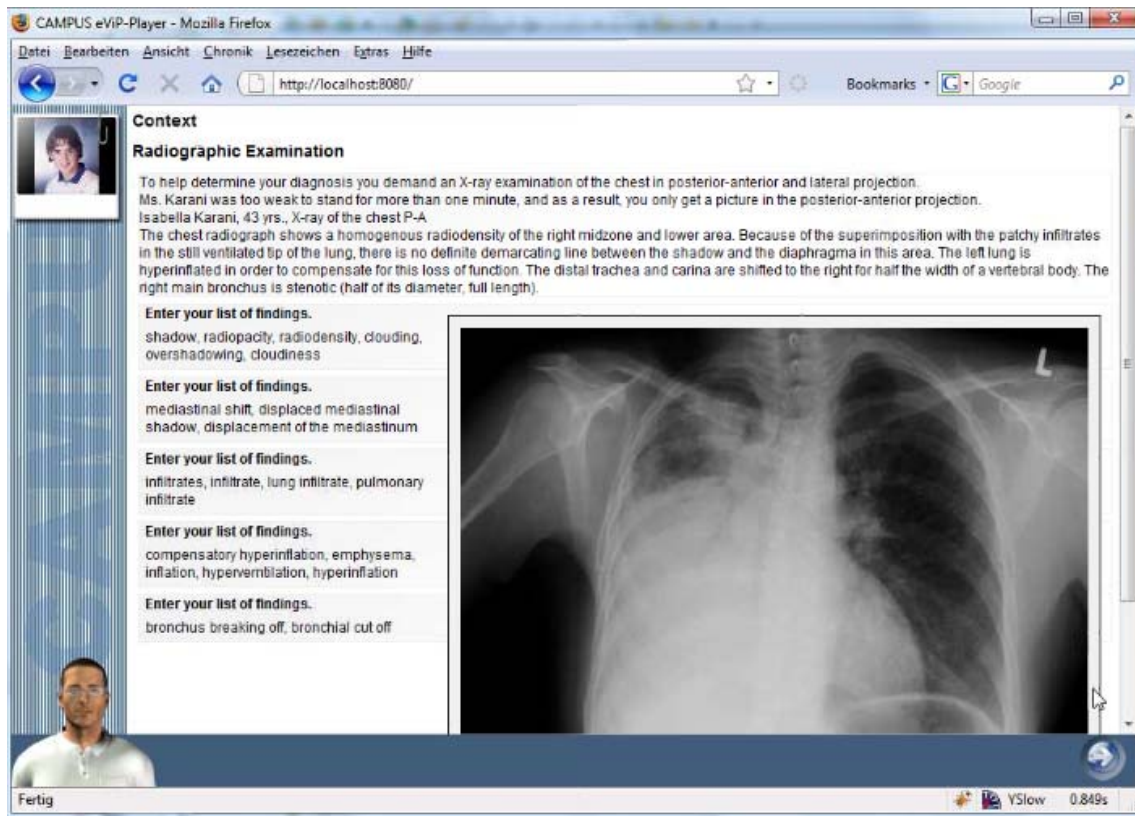 CAMPUS eViP-Player - Mozilla Firefox
Datei Bearbeiten Ansicht Chronik Lesezeichen Extras Hilfe
http://localhost:8080/
Bookmarks
G
Google
Context
Radiographic Examination
To help determine your diagnosis you demand an X-ray examination of the chest in posterior-anterior and lateral projection.
Ms. Karani was too weak to stand for more than one minute, and as a result, you only get a picture in the posterior-anterior projection.
Isabella Karani, 43 yrs., X-ray of the chest P-A
The chest radiograph shows a homogenous radiodensity of the right midzone and lower area. Because of the superimposition with the patchy infiltrates
in the still ventilated tip of the lung, there is no definite demarcating line between the shadow and the diaphragma in this area. The left lung is
hyperinflated in order to compensate for this loss of function. The distal trachea and carina are shifted to the right for half the width of a vertebral body. The
right main bronchus is stenotic (half of its diameter, full length).
Enter your list of findings.
shadow, radiopacity, radiodensity, clouding,
overshadowing, cloudiness
Enter your list of findings.
mediastinal shift, displaced mediastinal
shadow, displacement of the mediastinum
Enter your list of findings.
infiltrates, infiltrate, lung infiltrate, pulmonary
infiltrate
Enter your list of findings.
compensatory hyperinflation, emphysema,
inflation, hyperverntilation, hyperinflation
Enter your list of findings.
bronchus breaking off, bronchial cut off
L
CAMPU
Fertig
YSlow
0.849s